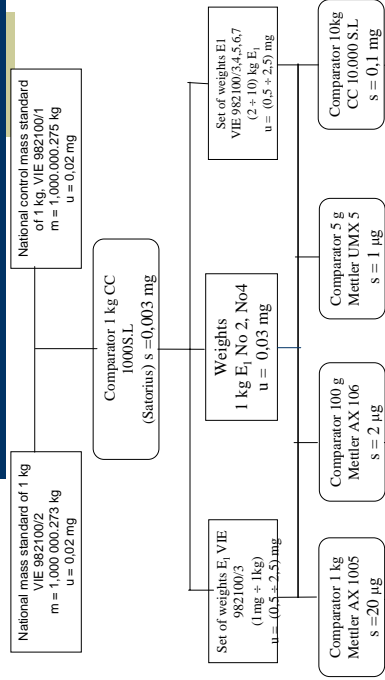 National mass standard of 1 kg
VIE 982100/2
m = 1,000 000.273 kg
u = 0,02 mg
National control mass standard
of 1 kg, VIE 982100/1
m = 1,000.000.275 kg
u = 0,02 mg
Comparator 1 kg CC
1000S.L
(Satorius) s =0,003 mg
Set of weights E₁ VIE
982100/3
(1mg ÷ 1kg)
u = (0,5 ÷ 2,5) mg
Weights
1 kg E₁ No 2, No4
u = 0,03 mg
Set of weights E1
VIE 982100/3,4,5,6,7
(2 ÷ 10) kg E₁
u = (0,5 ÷ 2,5) mg
Comparator 1 kg
Mettler AX 1005
s =20 µg
Comparator 100 g
Mettler AX 106
s = 2 µg
Comparator 5 g
Mettler UMX 5
s = 1 µg
Comparator 10kg
CC 10.000 S.L
s = 0,1 mg